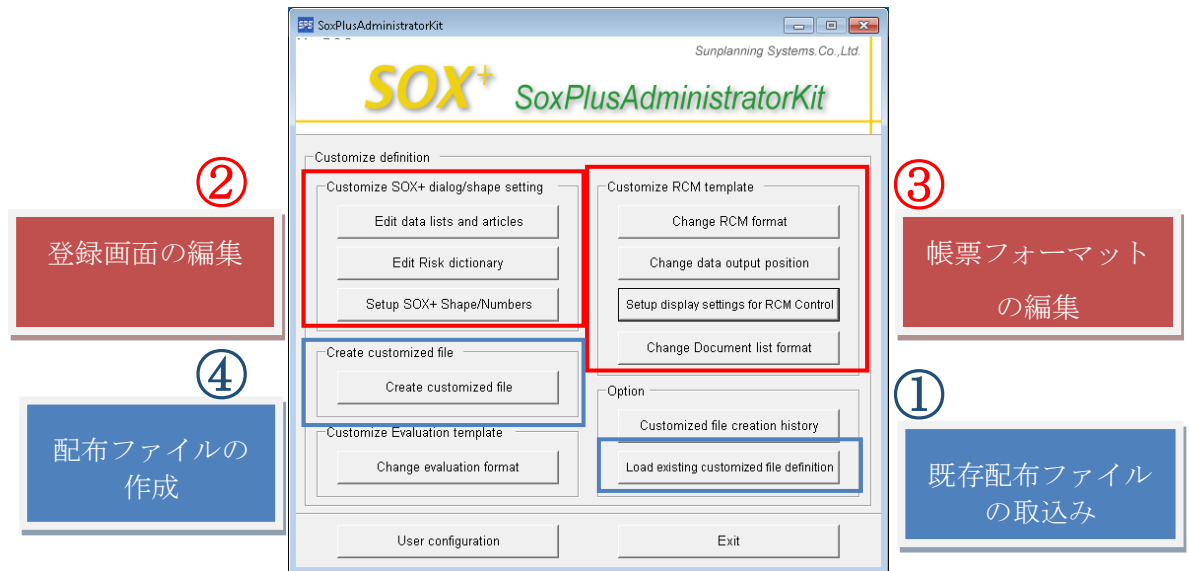 SoxPlusAdministratorKit
Sunplanning Systems.Co.,Ltd.
SOX+ SoxPlusAdministratorKit
Customize definition
②
登録画面の編集
Customize SOX+ dialog/shape setting
Edit data lists and articles
Edit Risk dictionary
Setup SOX+ Shape/Numbers
③
帳票フォーマット
の編集
Customize RCM template
Change RCM format
Change data output position
Setup display settings for RCM Control
Change Document list format
④
配布ファイルの
作成
Create customized file
Create customized file
Customize Evaluation template
Change evaluation format
①
既存配布ファイル
の取込み
Option
Customized file creation history
Load existing customized file definition
User configuration
Exit